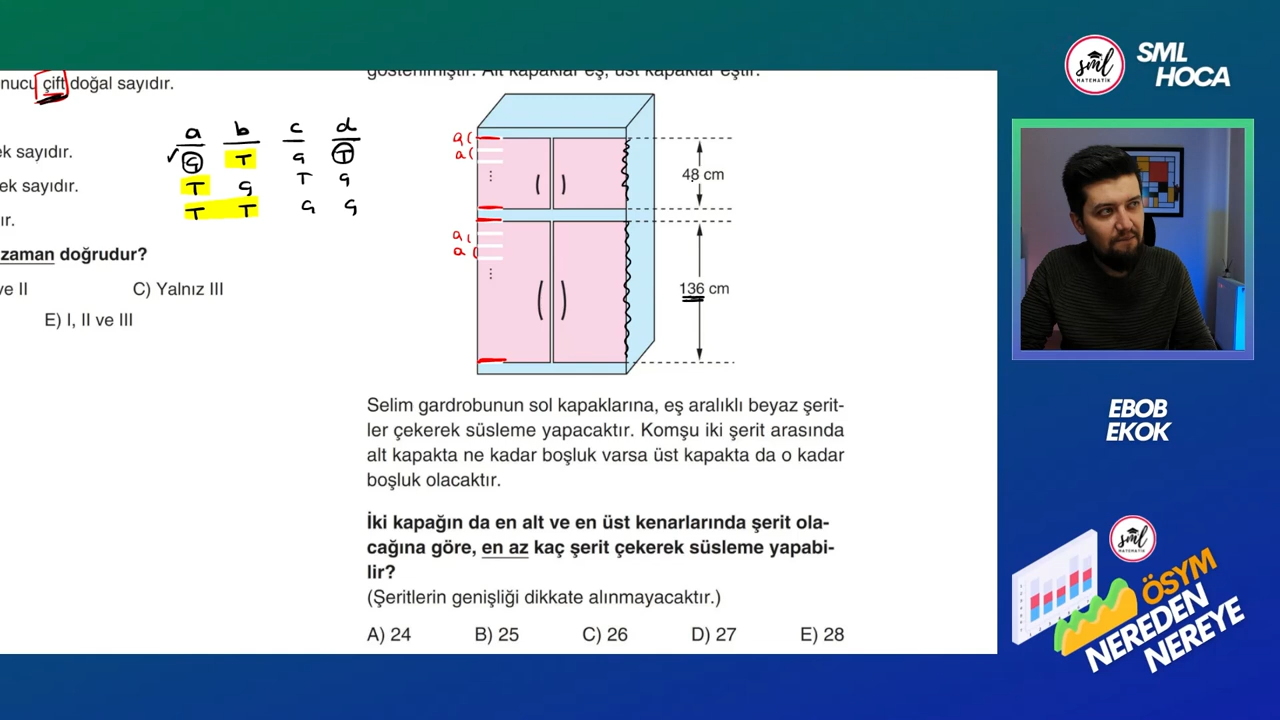 SML
HOCA
sml
MATEMATİK
nucu çift doğal sayıdır.
ek sayıdır.
ek sayıdır.
ır.
zaman doğrudur?
ve II C) Yalnız III
E) I, II ve III
a b c d
T T
T T
T T
gösterilmiştir. Alt kapaklar eş, üst kapaklar eştir.
a
a
48 cm
a
a
136 cm
Selim gardrobunun sol kapaklarına, eş aralıklı beyaz şerit-
ler çekerek süsleme yapacaktır. Komşu iki şerit arasında
alt kapakta ne kadar boşluk varsa üst kapakta da o kadar
boşluk olacaktır.
İki kapağın da en alt ve en üst kenarlarında şerit ola-
cağına göre, en az kaç şerit çekerek süsleme yapabi-
lir?
(Şeritlerin genişliği dikkate alınmayacaktır.)
A) 24 B) 25 C) 26 D) 27 E) 28
EBOB
EKOK
sml
MATEMATİK
ÖSYM
NEREDEN
NEREYE